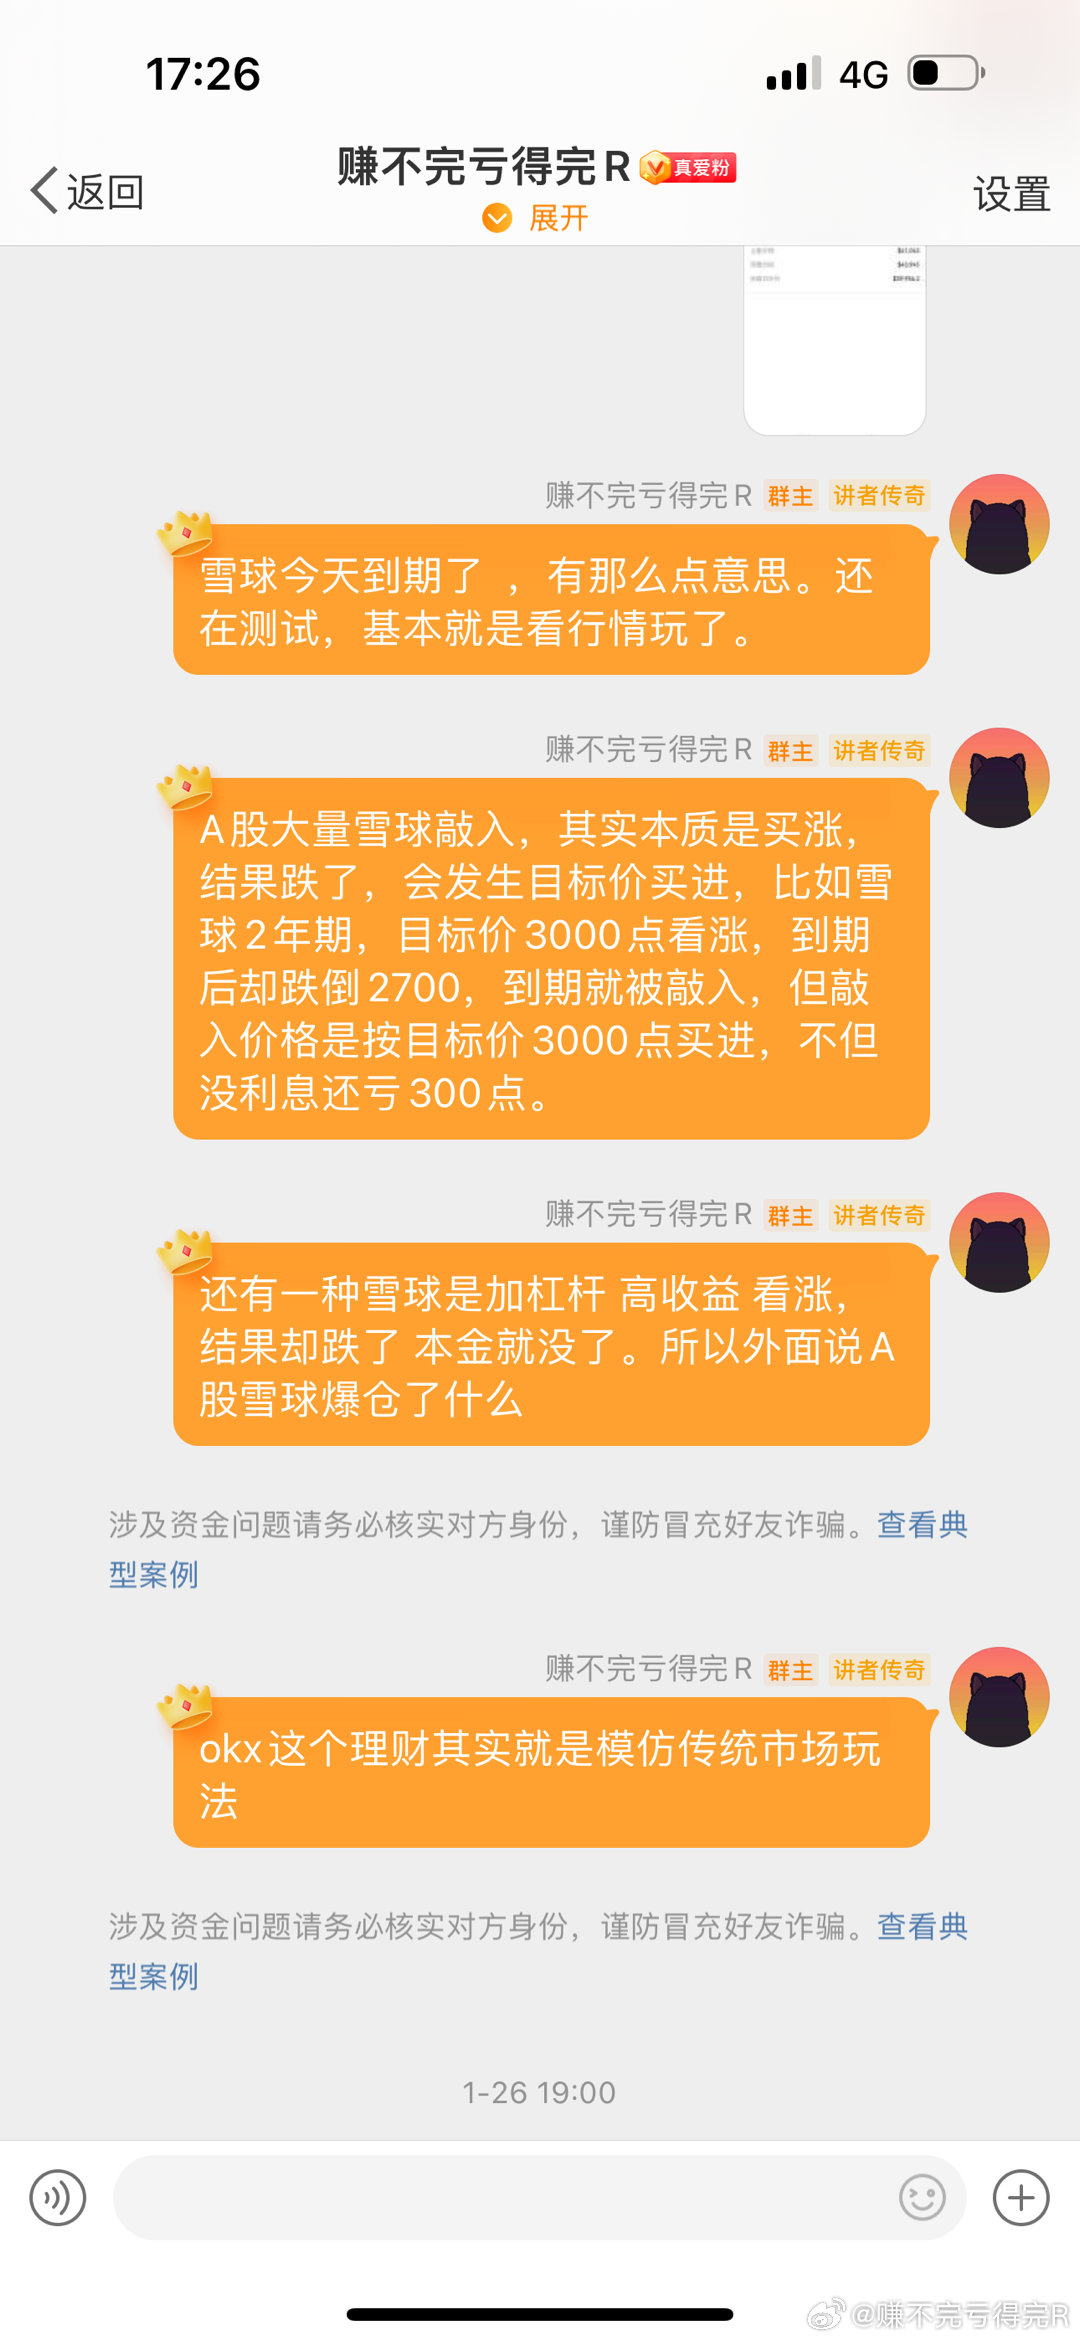 17:26
4G
返回
赚不完亏得完R
真爱粉
展开
设置
赚不完亏得完R 群主 讲者传奇
雪球今天到期了 ，有那么点意思。还
在测试，基本就是看行情玩了。
赚不完亏得完R 群主 讲者传奇
A股大量雪球敲入，其实本质是买涨，
结果跌了，会发生目标价买进，比如雪
球2年期，目标价3000点看涨，到期
后却跌倒2700，到期就被敲入，但敲
入价格是按目标价3000点买进，不但
没利息还亏300点。
赚不完亏得完R 群主 讲者传奇
还有一种雪球是加杠杆 高收益 看涨，
结果却跌了 本金就没了。所以外面说A
股雪球爆仓了什么
涉及资金问题请务必核实对方身份，谨防冒充好友诈骗。查看典
型案例
赚不完亏得完R 群主 讲者传奇
okx这个理财其实就是模仿传统市场玩
法
涉及资金问题请务必核实对方身份，谨防冒充好友诈骗。查看典
型案例
1-26 19:00
@赚不完亏得完R